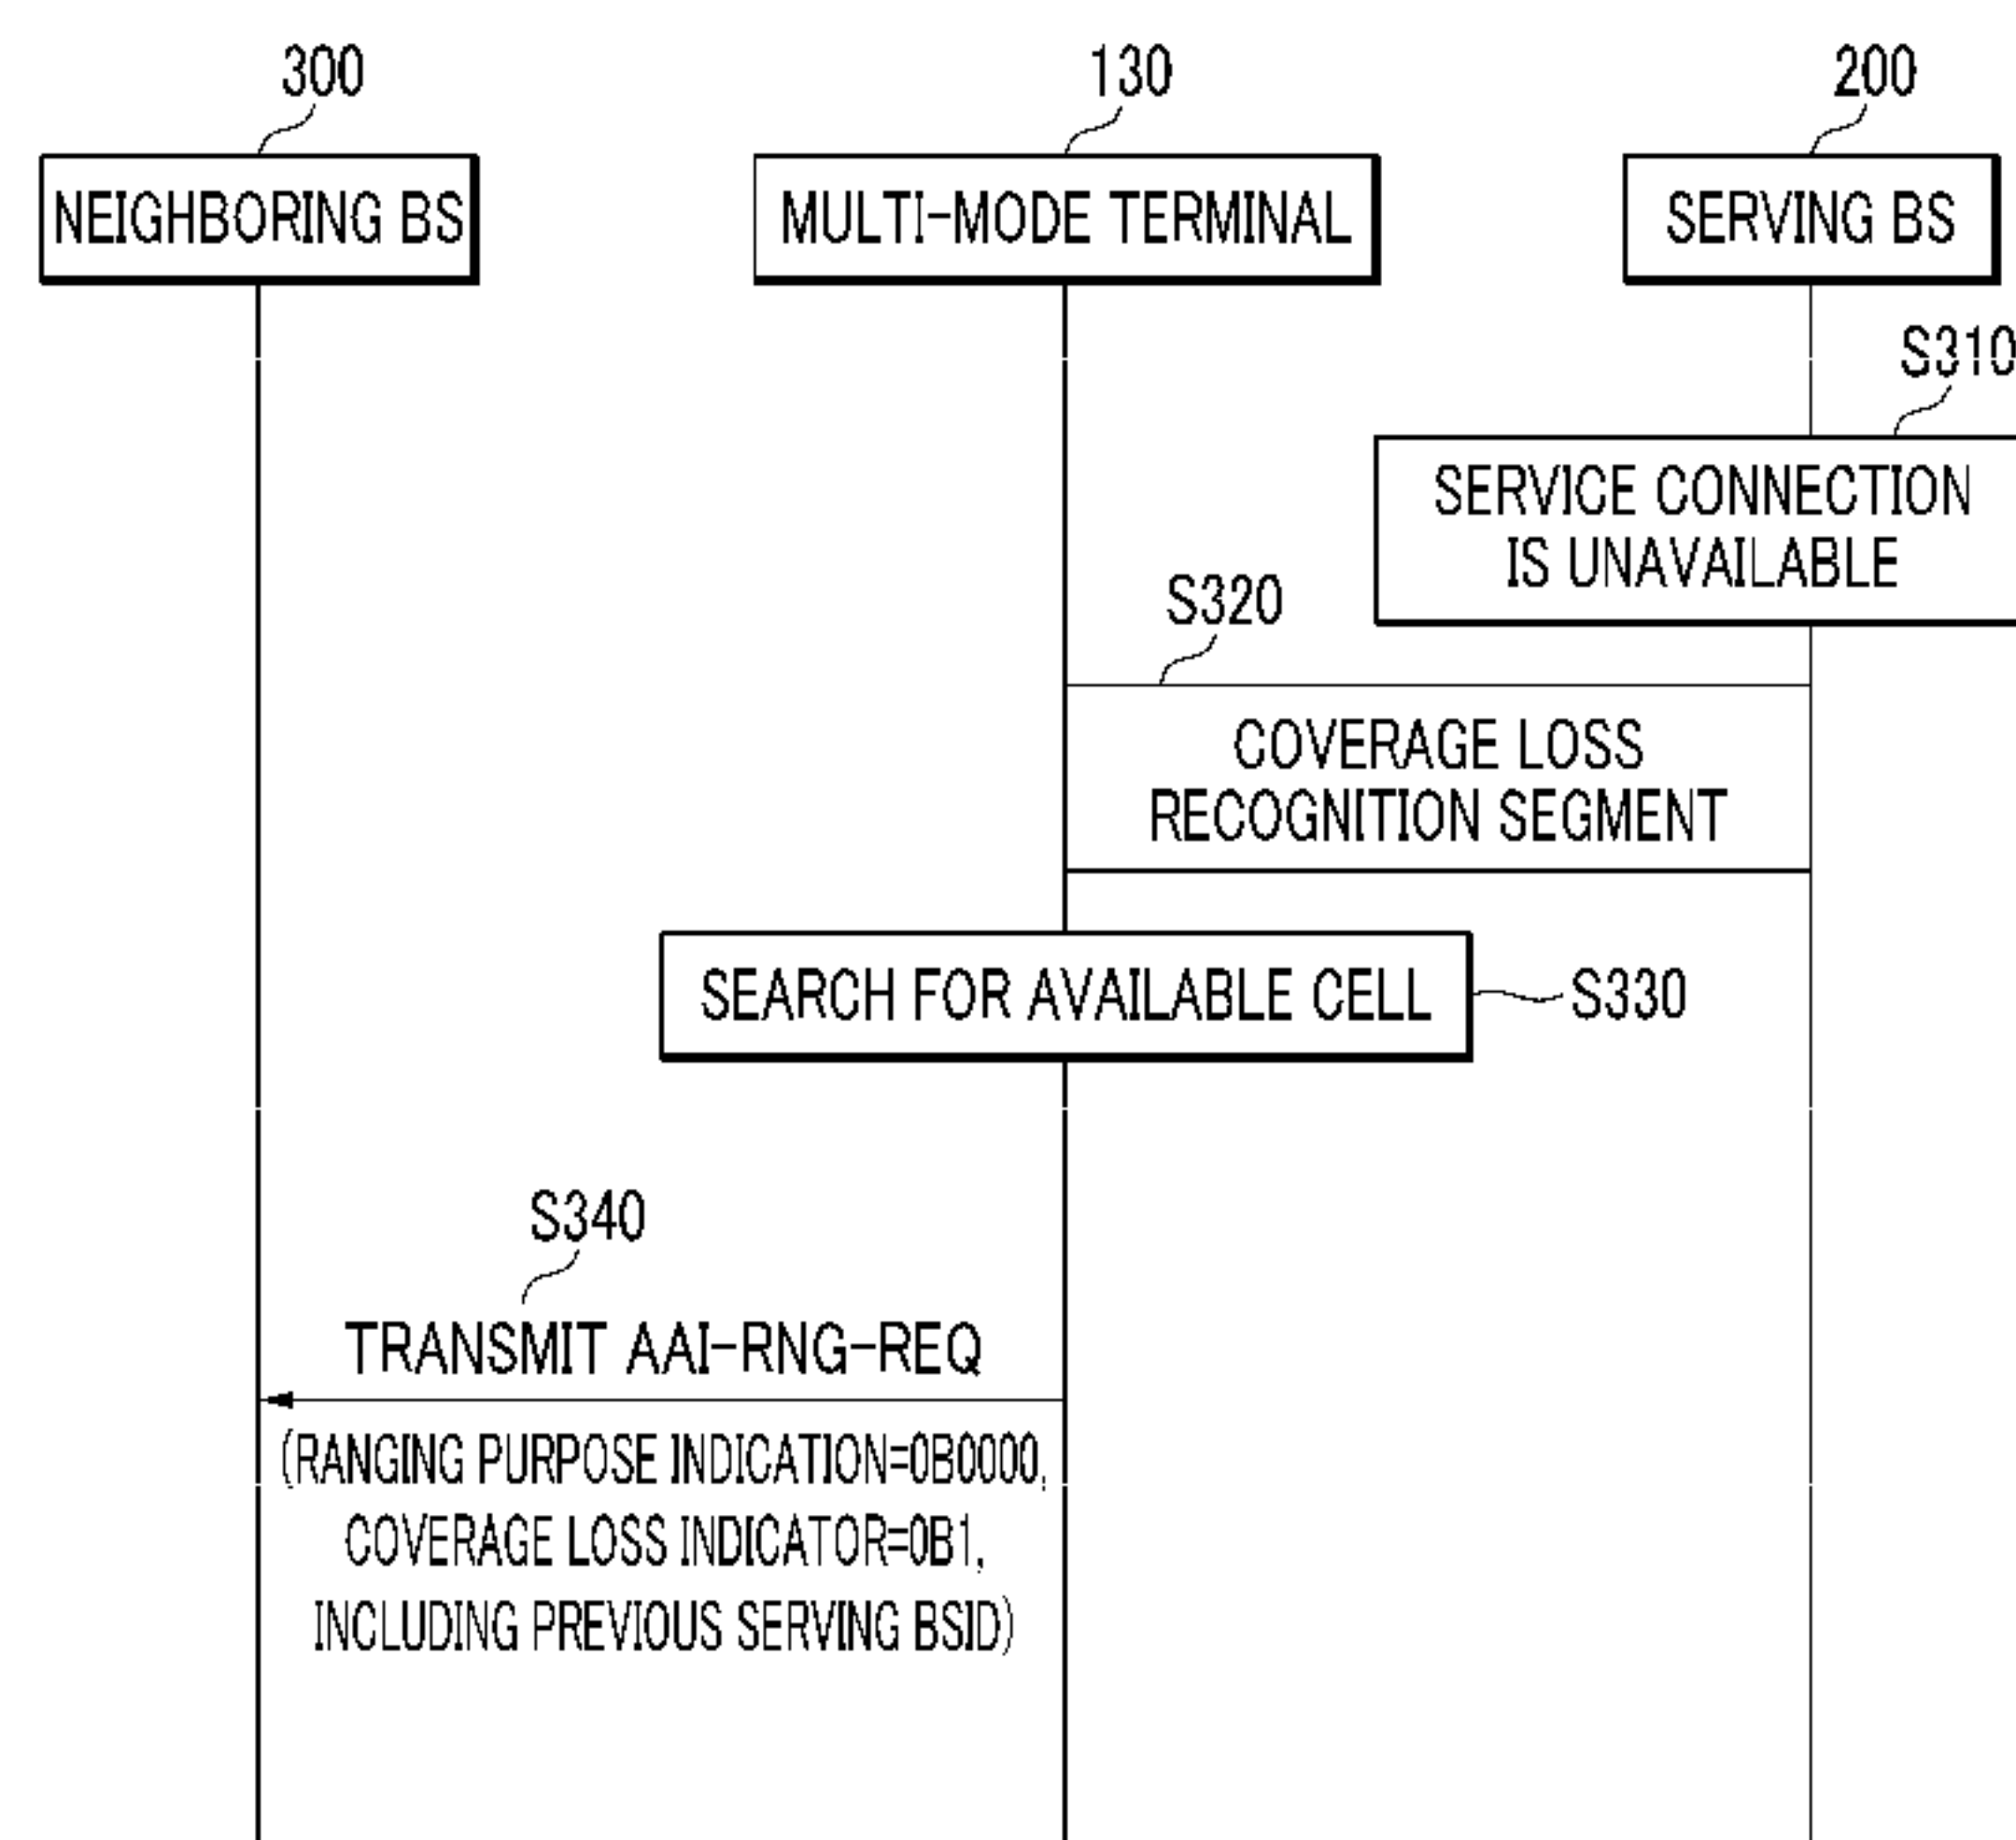 300
130
200
NEIGHBORING BS
MULTI-MODE TERMINAL
SERVING BS
S310
SERVICE CONNECTION
IS UNAVAILABLE
S320
COVERAGE LOSS
RECOGNITION SEGMENT
SEARCH FOR AVAILABLE CELL
S330
S340
TRANSMIT AAI-RNG-REQ
(RANGING PURPOSE INDICATION=0B0000,
COVERAGE LOSS INDICATOR=0B1,
INCLUDING PREVIOUS SERVING BSID)